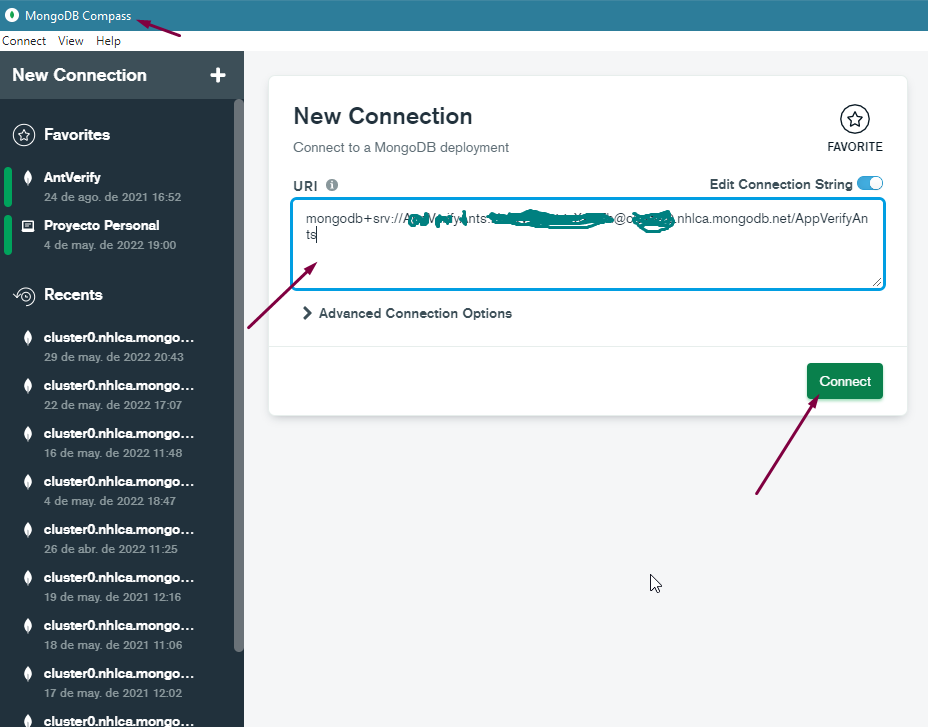 MongoDB Compass
Connect View Help
New Connection
Favorites
AntVerify
24 de ago. de 2021 16:52
Proyecto Personal
4 de may. de 2022 19:00
Recents
cluster0.nhlca.mongo...
29 de may. de 2022 20:43
cluster0.nhlca.mongo...
22 de may. de 2022 17:07
cluster0.nhlca.mongo...
16 de may. de 2022 11:48
cluster0.nhlca.mongo...
4 de may. de 2022 18:47
cluster0.nhlca.mongo...
26 de abr. de 2022 11:25
cluster0.nhlca.mongo...
19 de may. de 2021 12:16
cluster0.nhlca.mongo...
18 de may. de 2021 11:06
cluster0.nhlca.mongo...
17 de may. de 2021 12:02
cluster0.nhlca.mongo...
New Connection
Connect to a MongoDB deployment
FAVORITE
URI
Edit Connection String
mongodb+srv:// @ .nhlca.mongodb.net/AppVerifyAn
ts
Advanced Connection Options
Connect